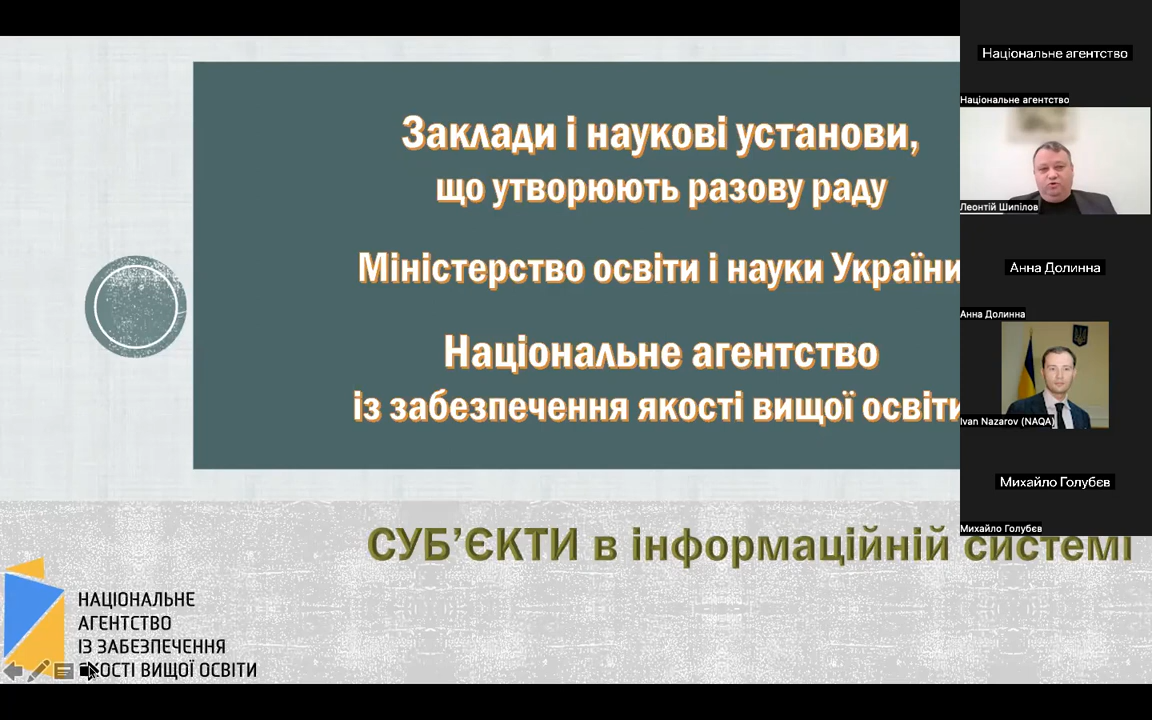 Заклади і наукові установи,
що утворюють разову раду
Міністерство освіти і науки України
Національне агентство
із забезпечення якості вищої освіти
СУБ’ЄКТИ в інформаційній системі
НАЦІОНАЛЬНЕ
АГЕНТСТВО
ІЗ ЗАБЕЗПЕЧЕННЯ
ЯКОСТІ ВИЩОЇ ОСВІТИ
Національне агентство
Національне агентство
Леонтій Шипілов
Анна Долинна
Анна Долинна
Ivan Nazarov (NAQA)
Михайло Голубєв
Михайло Голубєв